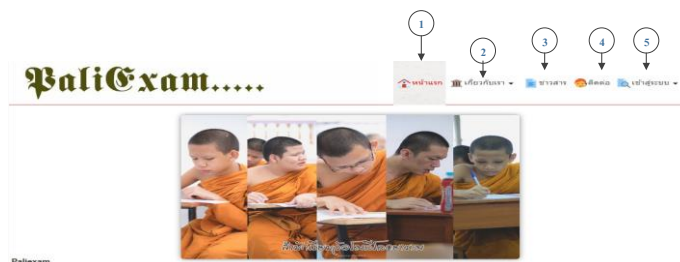 1 2 3 4 5
PaliExam.....
หน้าแรก เกี่ยวกับเรา ข่าวสาร ติดต่อ เข้าสู่ระบบ
Paliexam